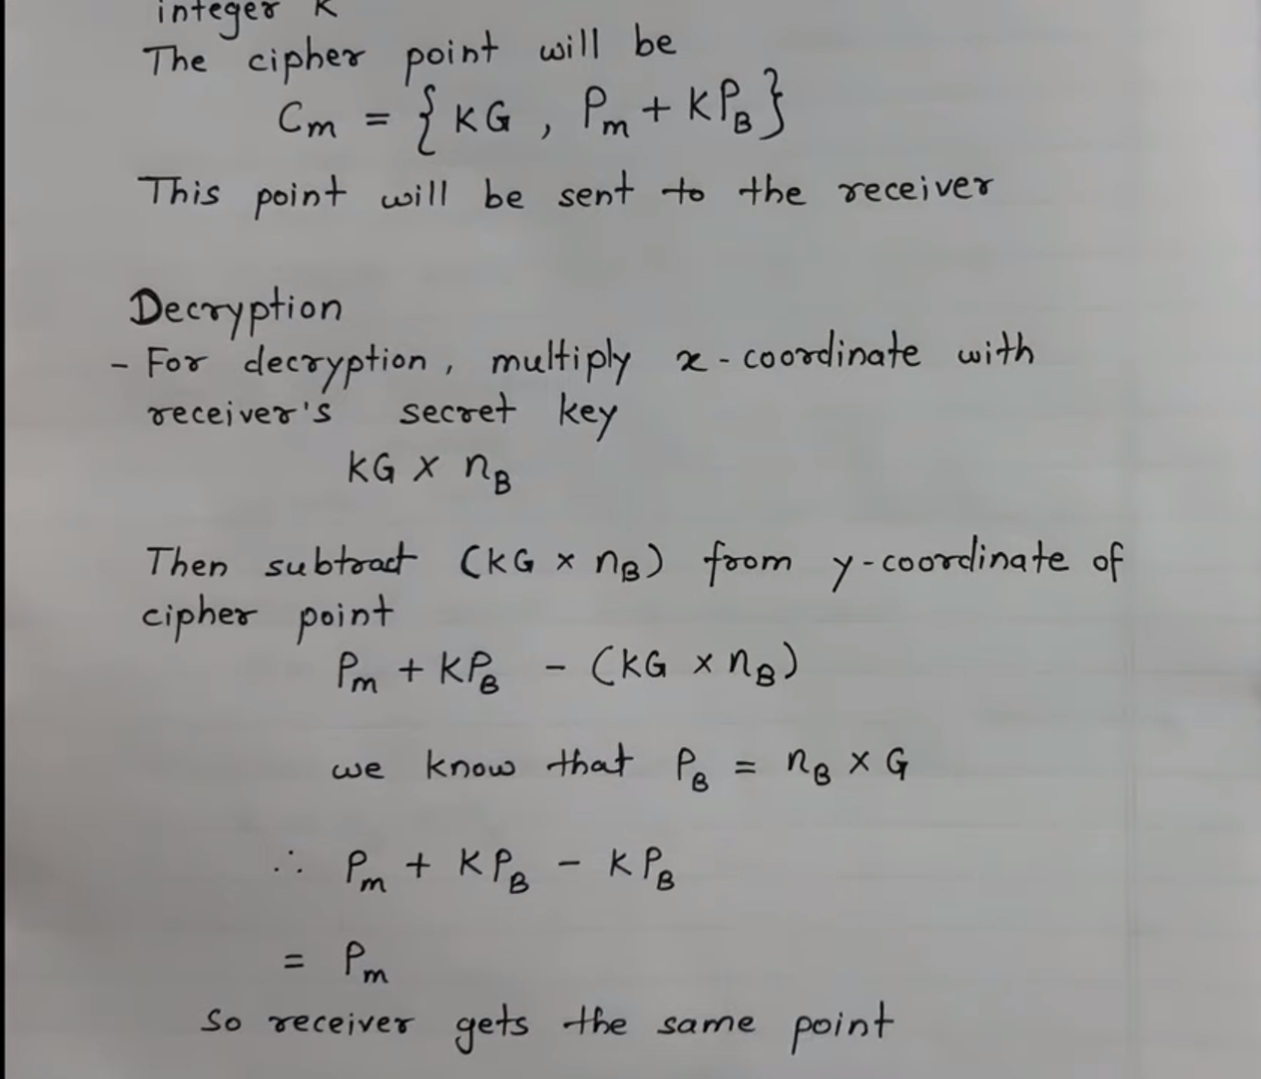 integer K
The cipher point will be
Cm = { KG , Pm + KPB }
This point will be sent to the receiver
Decryption
- For decryption, multiply x - coordinate with
receiver's secret key
KG X nB
Then subtract (KG x nB) from y-coordinate of
cipher point
Pm + KPB - (KG x nB)
we know that PB = nB x G
∴ Pm + KPB - KPB
= Pm
So receiver gets the same point